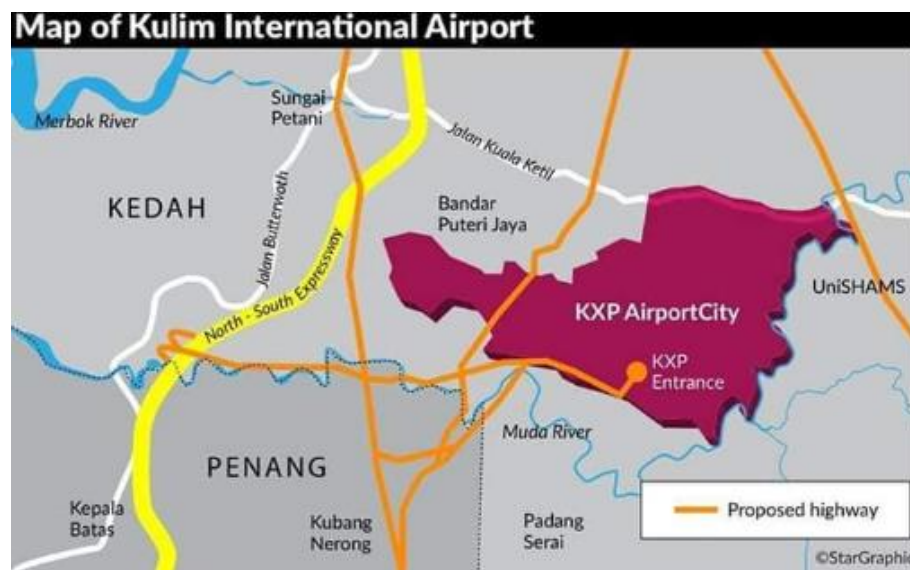 Map of Kulim International Airport
Merbok River
Sungai
Petani
Jalan Kuala Ketil
KEDAH
Jalan Butterwoth
Bandar
Puteri Jaya
North - South Expressway
UniSHAMS
KXP AirportCity
KXP
Entrance
Muda River
PENANG
Kepala
Batas
Kubang
Nerong
Padang
Serai
Proposed highway
©StarGraphic